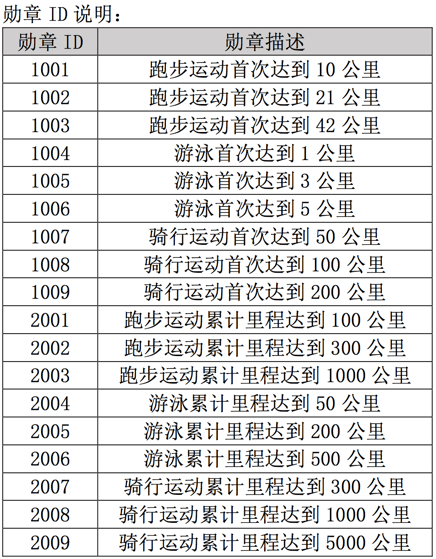 勋章 ID 说明：
勋章 ID 勋章描述
1001 跑步运动首次达到 10 公里
1002 跑步运动首次达到 21 公里
1003 跑步运动首次达到 42 公里
1004 游泳首次达到 1 公里
1005 游泳首次达到 3 公里
1006 游泳首次达到 5 公里
1007 骑行运动首次达到 50 公里
1008 骑行运动首次达到 100 公里
1009 骑行运动首次达到 200 公里
2001 跑步运动累计里程达到 100 公里
2002 跑步运动累计里程达到 300 公里
2003 跑步运动累计里程达到 1000 公里
2004 游泳累计里程达到 50 公里
2005 游泳累计里程达到 200 公里
2006 游泳累计里程达到 500 公里
2007 骑行运动累计里程达到 300 公里
2008 骑行运动累计里程达到 1000 公里
2009 骑行运动累计里程达到 5000 公里